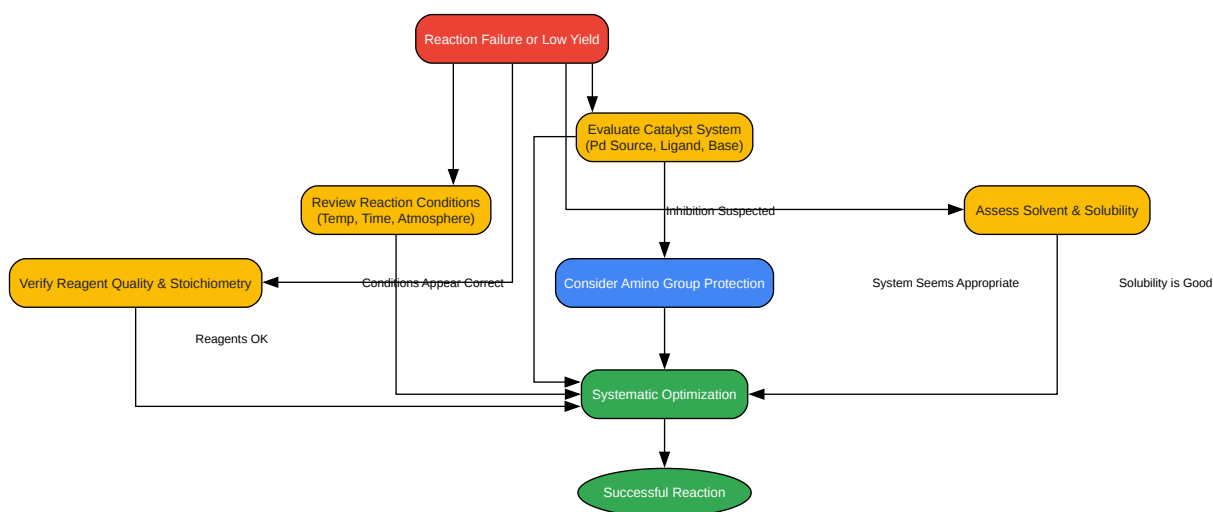 Reaction Failure or Low Yield
Evaluate Catalyst System
(Pd Source, Ligand, Base)
Review Reaction Conditions
(Temp, Time, Atmosphere)
Inhibition Suspected
Assess Solvent & Solubility
Verify Reagent Quality & Stoichiometry
Conditions Appear Correct
Consider Amino Group Protection
System Seems Appropriate
Solubility is Good
Reagents OK
Systematic Optimization
Successful Reaction